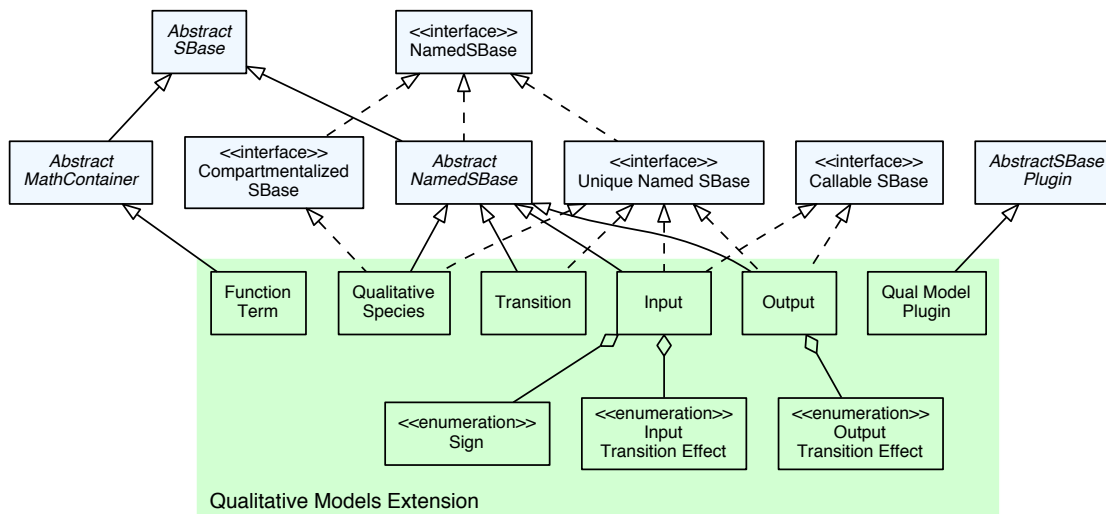 Abstract
SBase
<<interface>>
NamedSBase
Abstract
MathContainer
<<interface>>
Compartmentalized
SBase
Abstract
NamedSBase
<<interface>>
Unique Named SBase
<<interface>>
Callable SBase
AbstractSBase
Plugin
Function
Term
Qualitative
Species
Transition
Input
Output
Qual Model
Plugin
<<enumeration>>
Sign
<<enumeration>>
Input
Transition Effect
<<enumeration>>
Output
Transition Effect
Qualitative Models Extension